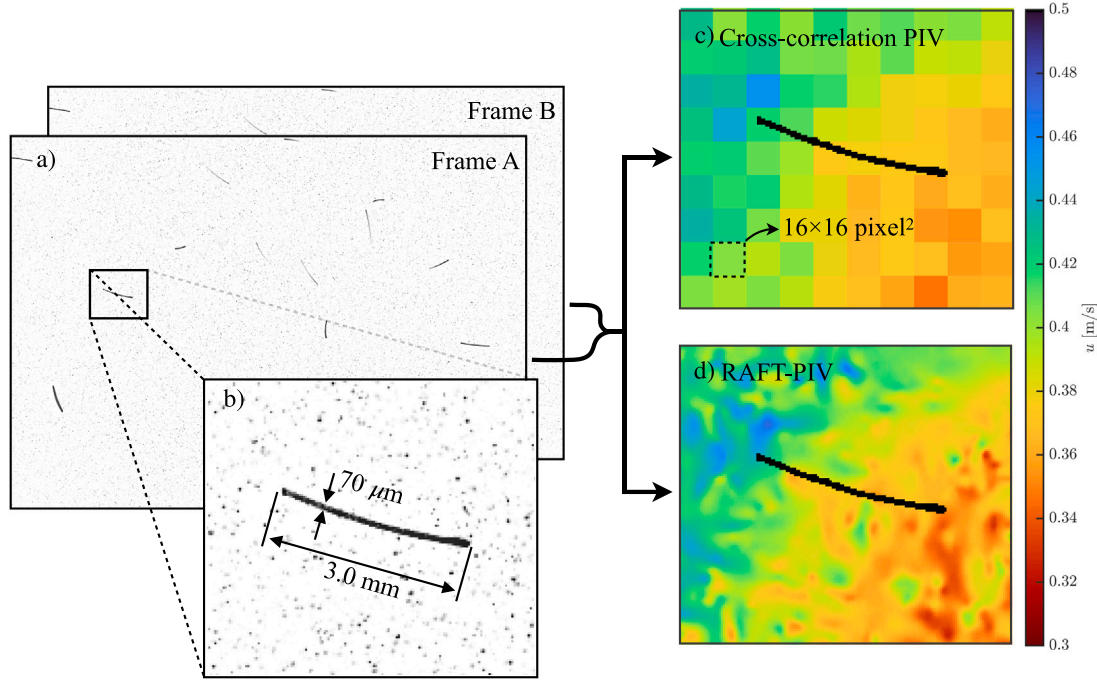 Frame B
a)
Frame A
b)
70 μm
3.0 mm
c) Cross-correlation PIV
16×16 pixel²
d) RAFT-PIV
0.5
0.48
0.46
0.44
0.42
0.4
0.38
0.36
0.34
0.32
0.3
u [m/s]